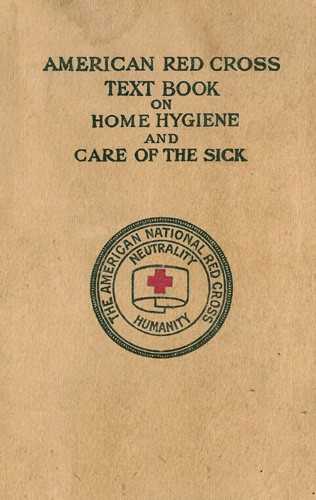 AMERICAN RED CROSS
TEXT BOOK
ON
HOME HYGIENE
AND
CARE OF THE SICK
THE AMERICAN NATIONAL RED CROSS
NEUTRALITY
HUMANITY